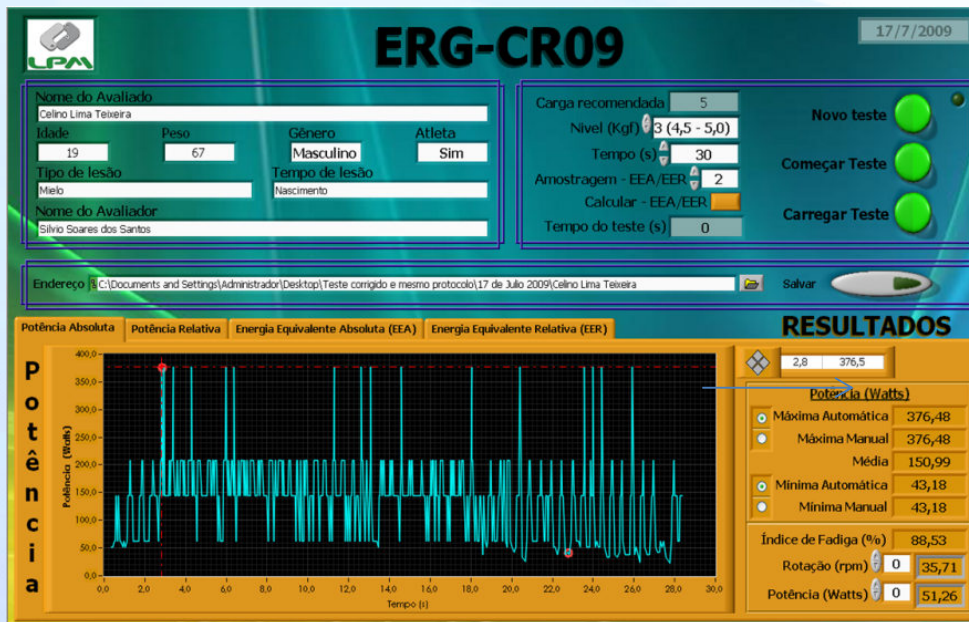 LPM
ERG-CR09
17/7/2009
Nome do Avaliado
Celino Lima Teixeira
Idade Peso Gênero Atleta
19 67 Masculino Sim
Tipo de lesão Tempo de lesão
Mielo Nascimento
Nome do Avaliador
Silvio Soares dos Santos
Carga recomendada 5
Nivel (Kgf) 3 (4,5 - 5,0)
Tempo (s) 30
Amostragem - EEA/EER 2
Calcular - EEA/EER
Tempo do teste (s) 0
Novo teste
Começar Teste
Carregar Teste
Endereço C:\Documents and Settings\Administrador\Desktop\Teste corrigido e mesmo protocolo\17 de Julio 2009\Celino Lima Teixeira
Salvar
Potência Absoluta Potência Relativa Energia Equivalente Absoluta (EEA) Energia Equivalente Relativa (EER)
RESULTADOS
Potência
Potência (Watts)
400,0
350,0
300,0
250,0
200,0
150,0
100,0
50,0
0,0
0,0 2,0 4,0 6,0 8,0 10,0 12,0 14,0 16,0 18,0 20,0 22,0 24,0 26,0 28,0 30,0
Tempo (s)
2,8 376,5
Potência (Watts)
Máxima Automática 376,48
Máxima Manual 376,48
Média 150,99
Mínima Automática 43,18
Mínima Manual 43,18
Índice de Fadiga (%) 88,53
Rotação (rpm) 0 35,71
Potência (Watts) 0 51,26